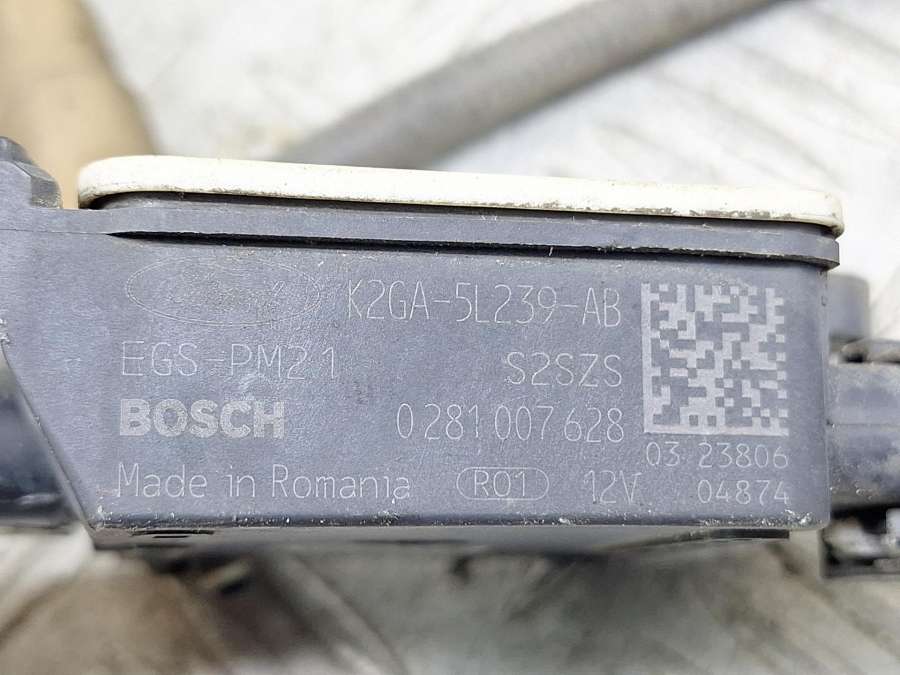 K2GA-5L239-AB
EGS-PM2.1 S2SZS
BOSCH 0 281 007 628
03 23806
Made in Romania R01 12V 04874